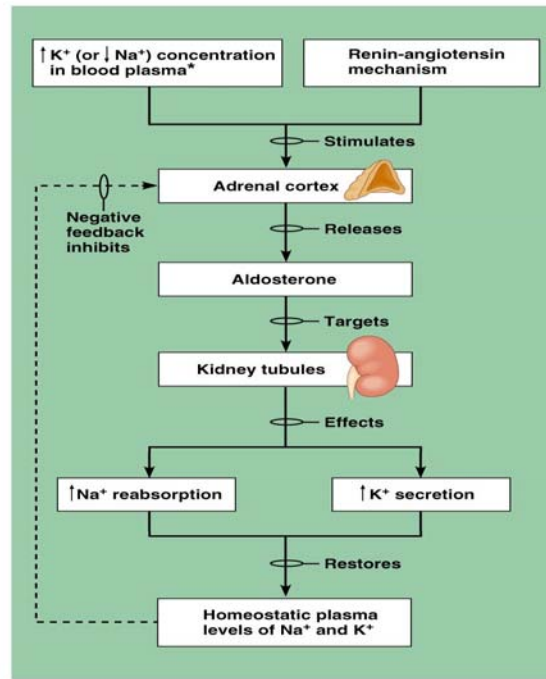 ↑K⁺ (or ↓Na⁺) concentration
in blood plasma*
Renin-angiotensin
mechanism
Stimulates
Adrenal cortex
Negative
feedback
inhibits
Releases
Aldosterone
Targets
Kidney tubules
Effects
↑Na⁺ reabsorption
↑K⁺ secretion
Restores
Homeostatic plasma
levels of Na⁺ and K⁺